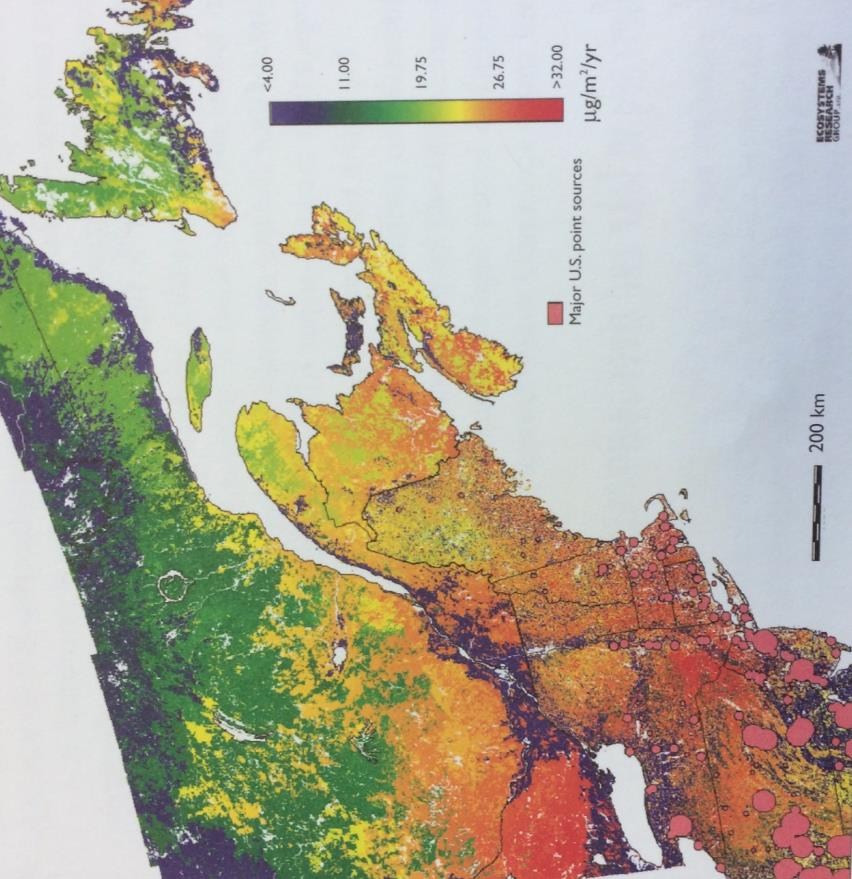 <4.00
11.00
19.75
26.75
>32.00
µg/m²/yr
Major U.S. point sources
200 km
ECOSYSTEMS
RESEARCH
GROUP, LTD.